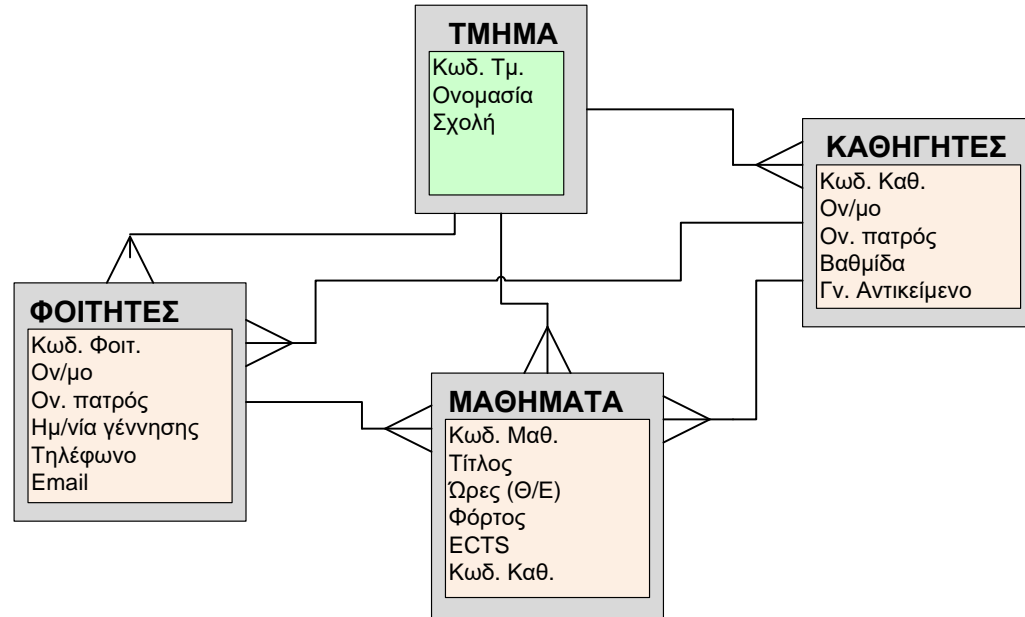 ΤΜΗΜΑ
Κωδ. Τμ.
Ονομασία
Σχολή
ΚΑΘΗΓΗΤΕΣ
Κωδ. Καθ.
Ον/μο
Ον. πατρός
Βαθμίδα
Γν. Αντικείμενο
ΦΟΙΤΗΤΕΣ
Κωδ. Φοιτ.
Ον/μο
Ον. πατρός
Ημ/νία γέννησης
Τηλέφωνο
Email
ΜΑΘΗΜΑΤΑ
Κωδ. Μαθ.
Τίτλος
Ώρες (Θ/Ε)
Φόρτος
ECTS
Κωδ. Καθ.